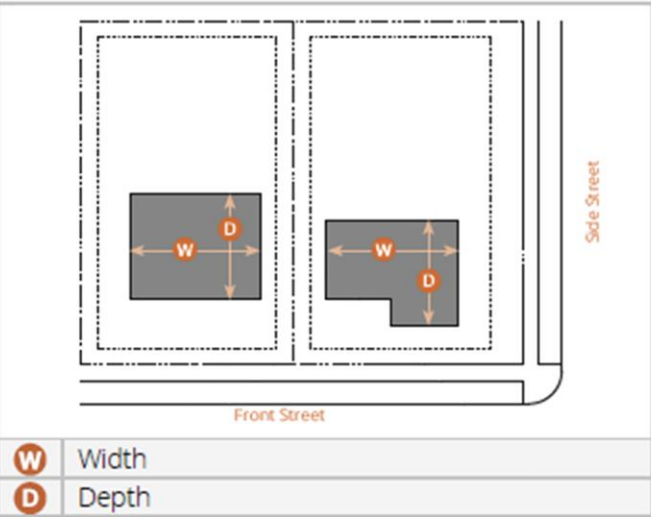 D
W
W
D
Side Street
Front Street
W Width
D Depth